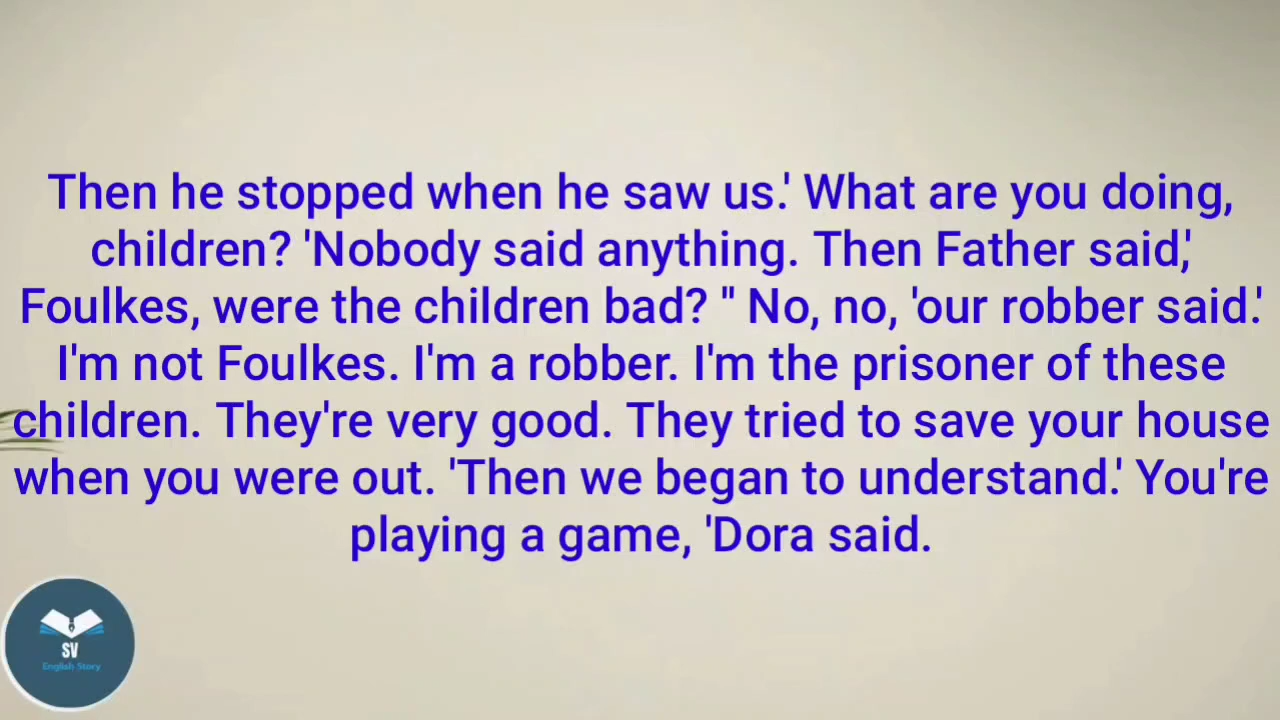 Then he stopped when he saw us.' What are you doing,
children? 'Nobody said anything. Then Father said,'
Foulkes, were the children bad? " No, no, 'our robber said.'
I'm not Foulkes. I'm a robber. I'm the prisoner of these
children. They're very good. They tried to save your house
when you were out. 'Then we began to understand.' You're
playing a game, 'Dora said.
SV
English Story